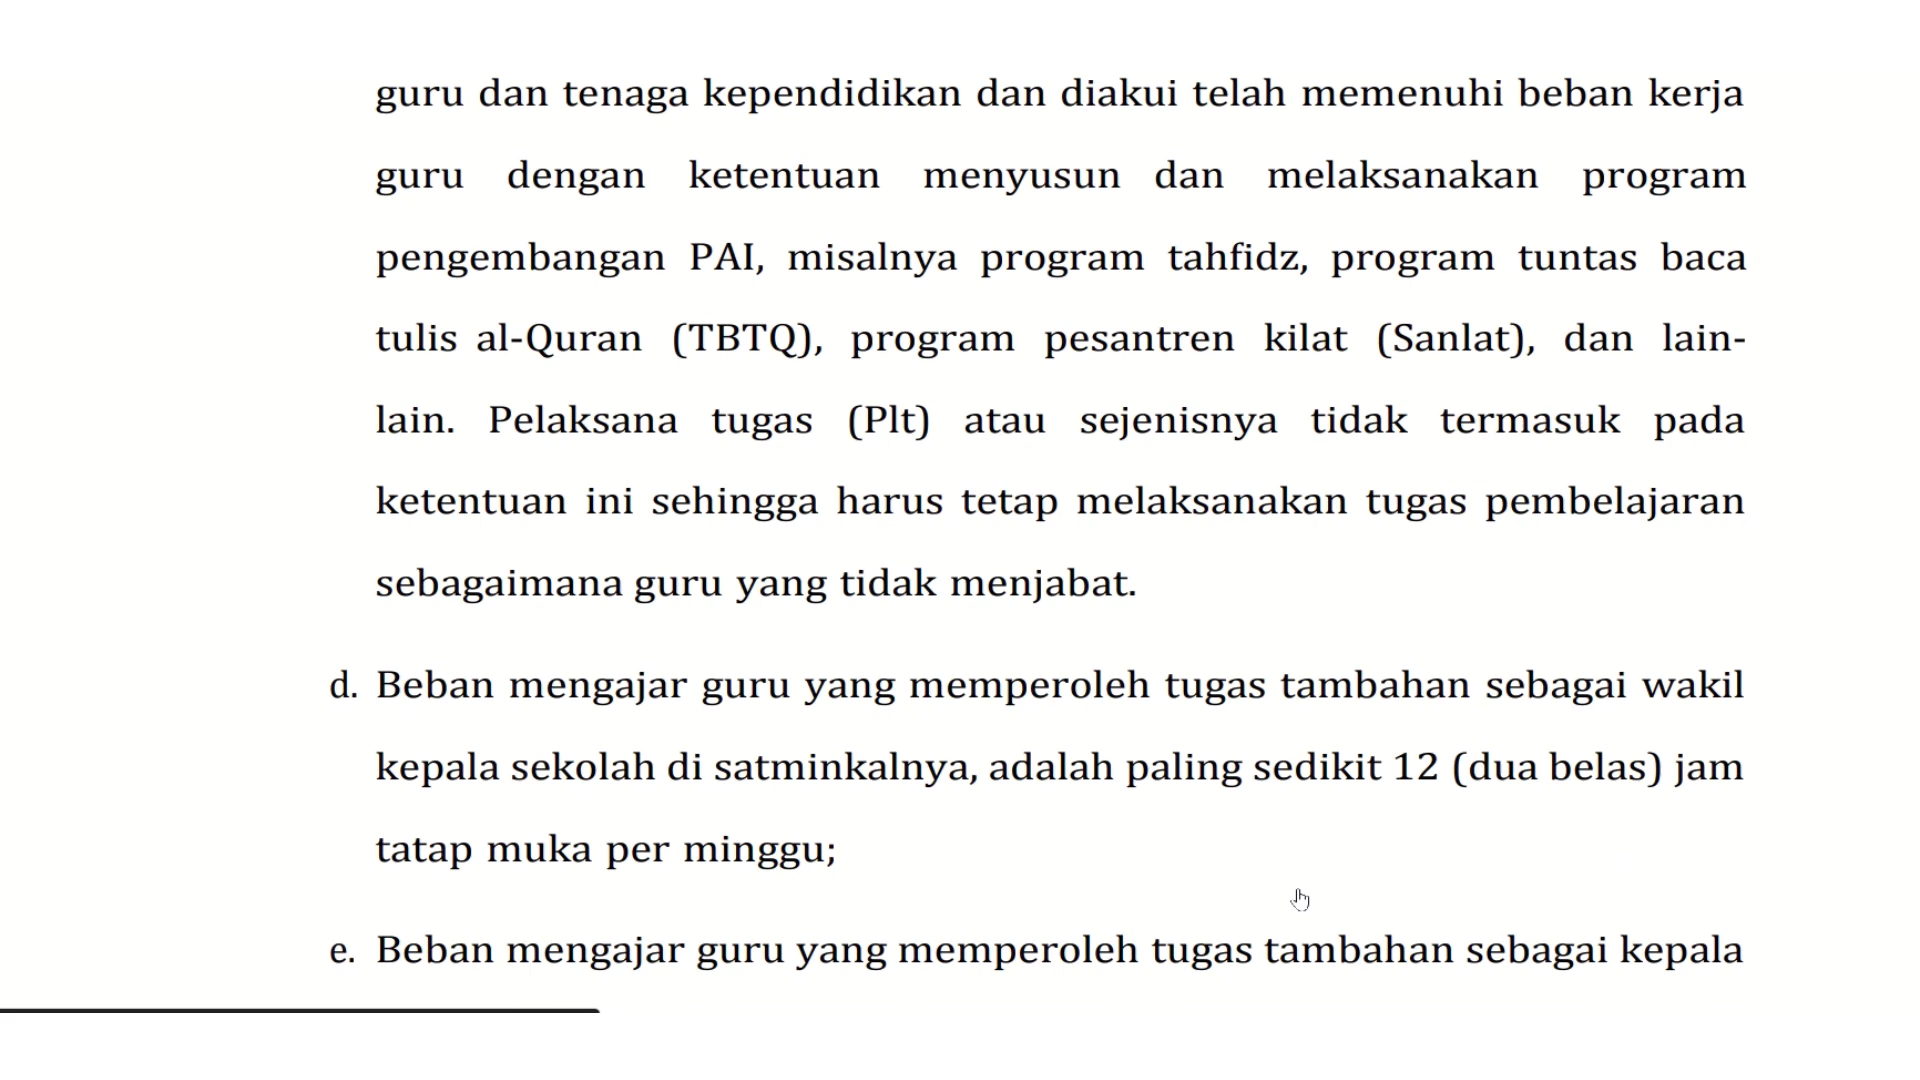 guru dan tenaga kependidikan dan diakui telah memenuhi beban kerja
guru dengan ketentuan menyusun dan melaksanakan program
pengembangan PAI, misalnya program tahfidz, program tuntas baca
tulis al-Quran (TBTQ), program pesantren kilat (Sanlat), dan lain-
lain. Pelaksana tugas (Plt) atau sejenisnya tidak termasuk pada
ketentuan ini sehingga harus tetap melaksanakan tugas pembelajaran
sebagaimana guru yang tidak menjabat.
d. Beban mengajar guru yang memperoleh tugas tambahan sebagai wakil
kepala sekolah di satminkalnya, adalah paling sedikit 12 (dua belas) jam
tatap muka per minggu;
e. Beban mengajar guru yang memperoleh tugas tambahan sebagai kepala